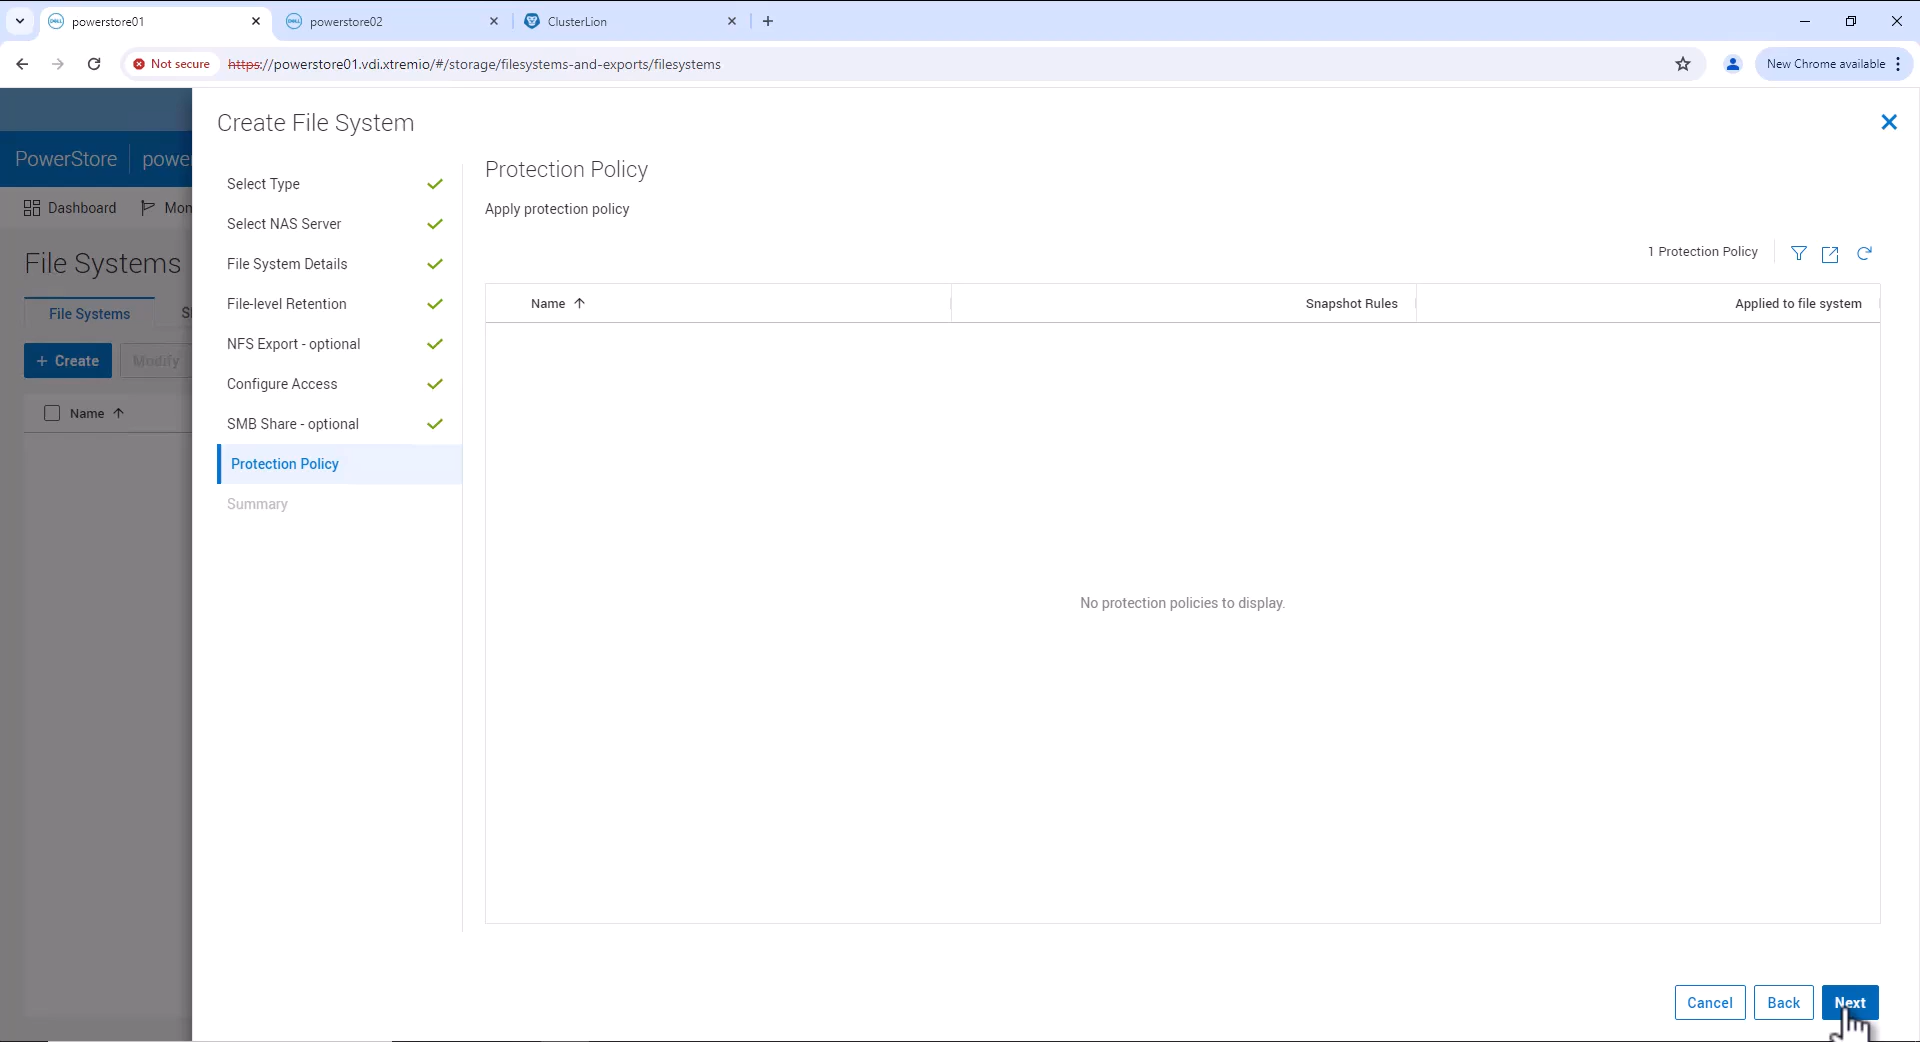 powerstore01
powerstore02
ClusterLion
Not secure
https://powerstore01.vdi.xtremio/#/storage/filesystems-and-exports/filesystems
New Chrome available
PowerStore
Dashboard
File Systems
File Systems
+ Create
Modify
Name ↑
Create File System
Select Type
Select NAS Server
File System Details
File-level Retention
NFS Export - optional
Configure Access
SMB Share - optional
Protection Policy
Summary
Protection Policy
Apply protection policy
1 Protection Policy
Name ↑
Snapshot Rules
Applied to file system
No protection policies to display.
Cancel
Back
Next